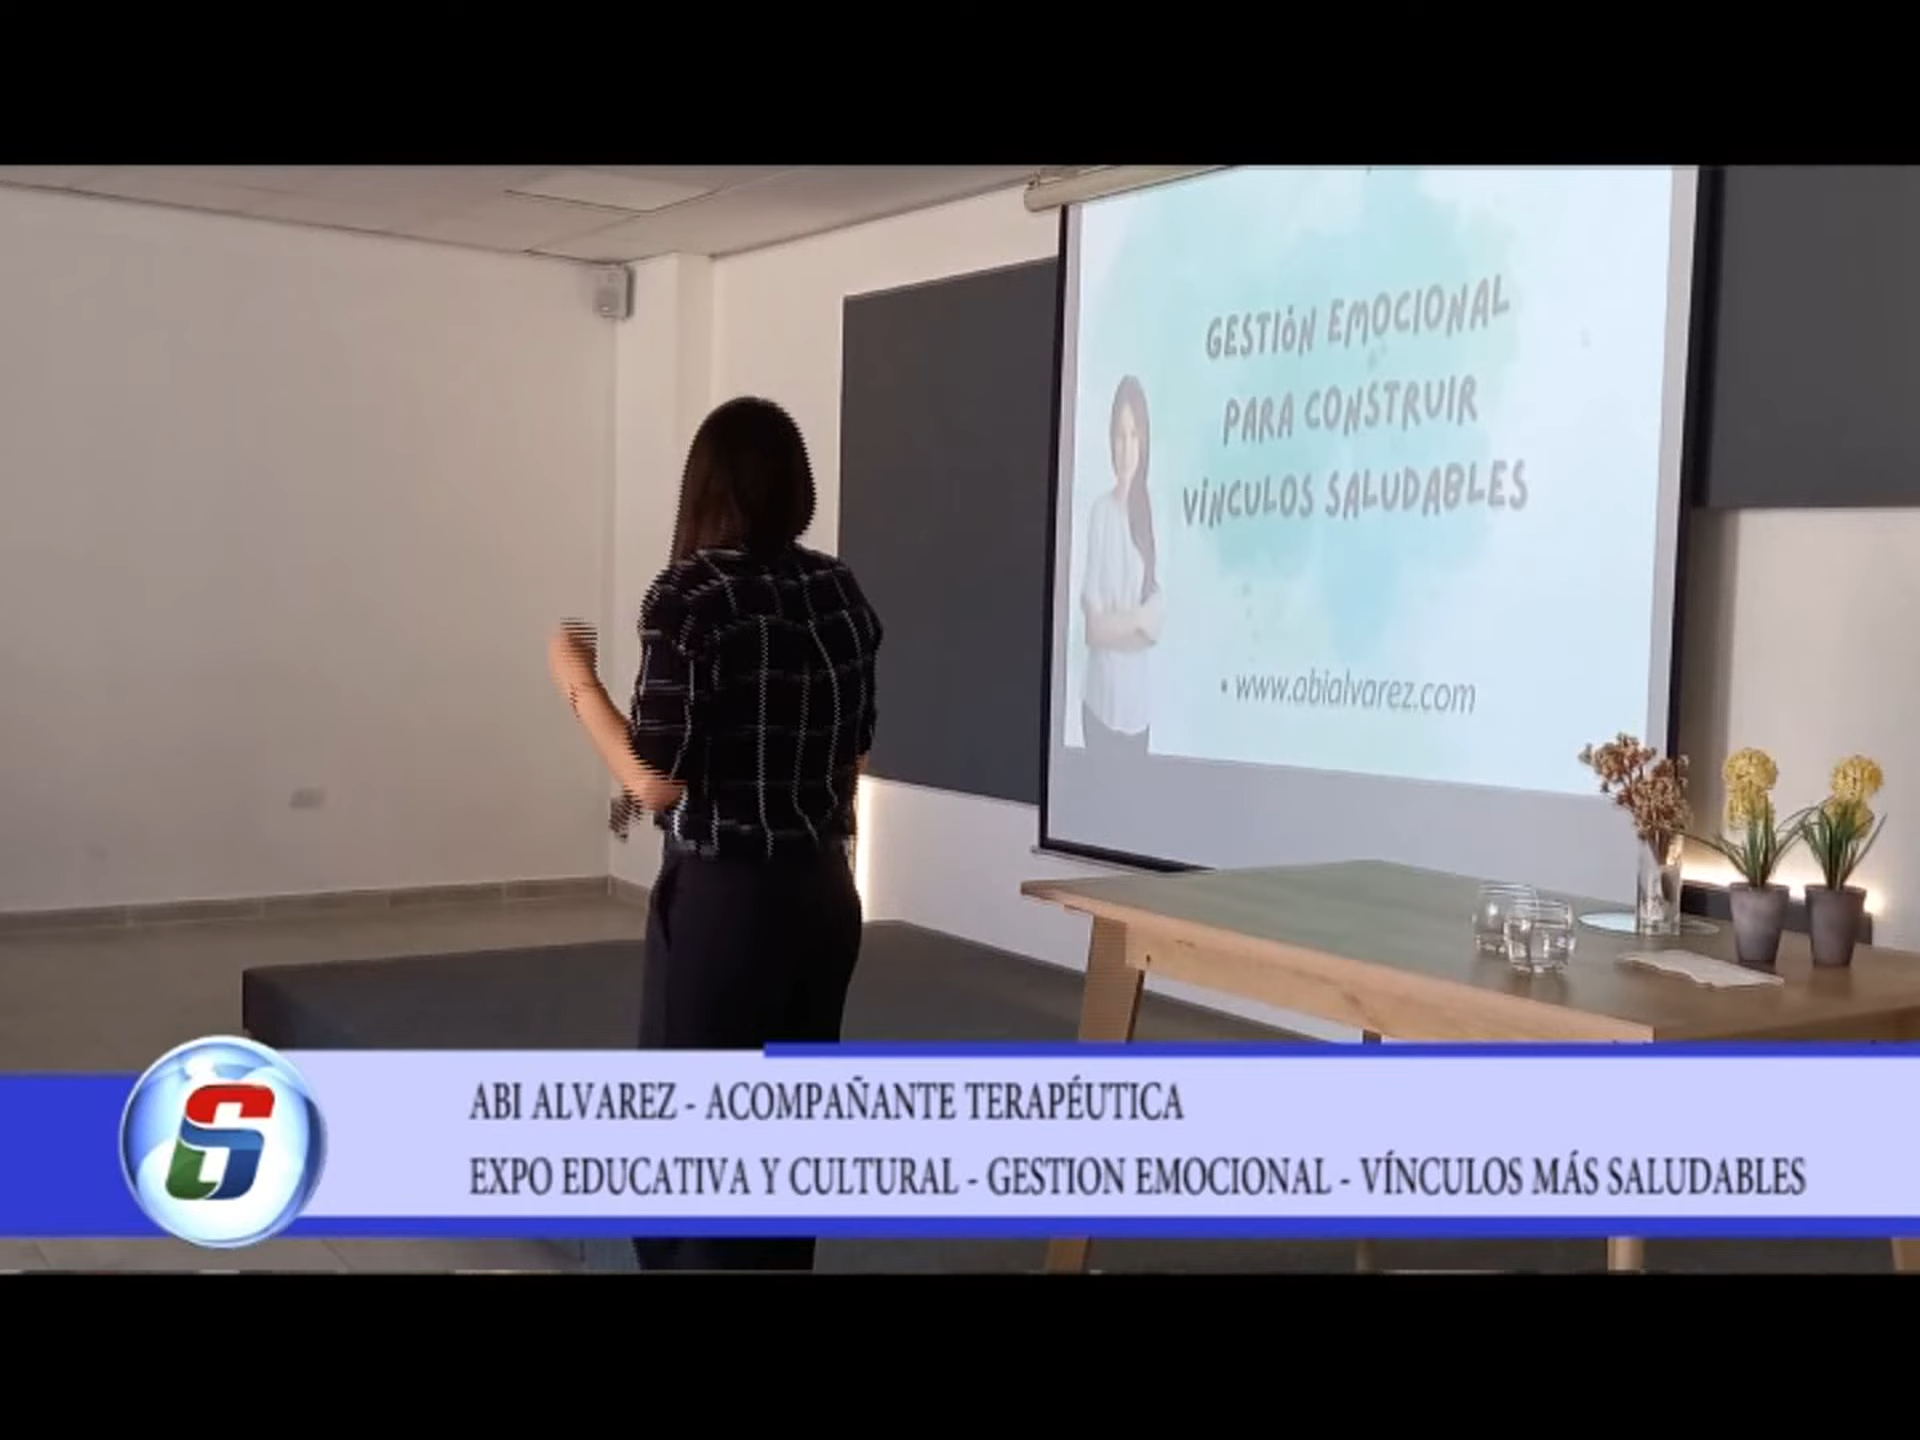 GESTIÓN EMOCIONAL
PARA CONSTRUIR
VÍNCULOS SALUDABLES
• www.abialvarez.com
ABI ALVAREZ - ACOMPAÑANTE TERAPÉUTICA
EXPO EDUCATIVA Y CULTURAL - GESTION EMOCIONAL - VÍNCULOS MÁS SALUDABLES